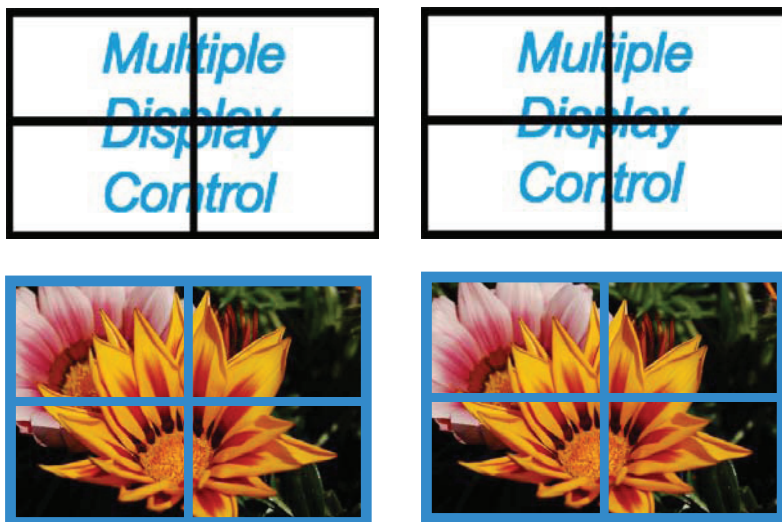 Multiple
Display
Control
Multiple
Display
Control